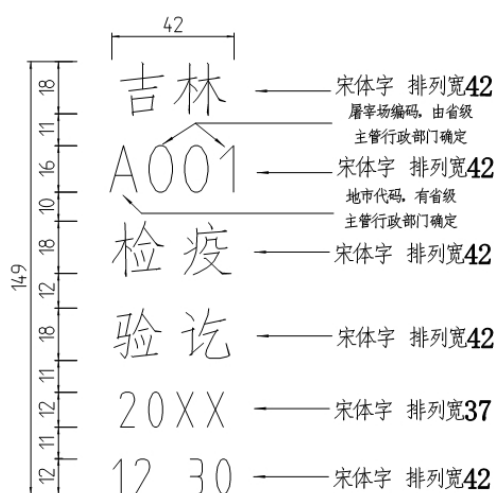 42
18 吉林 宋体字 排列宽42
11 屠宰场编码，由省级
主管行政部门确定
16 A001 宋体字 排列宽42
10 地市代码，有省级
主管行政部门确定
18 检疫 宋体字 排列宽42
149
12
18 验讫 宋体字 排列宽42
11
12 20XX 宋体字 排列宽37
11
12 12 30 宋体字 排列宽42